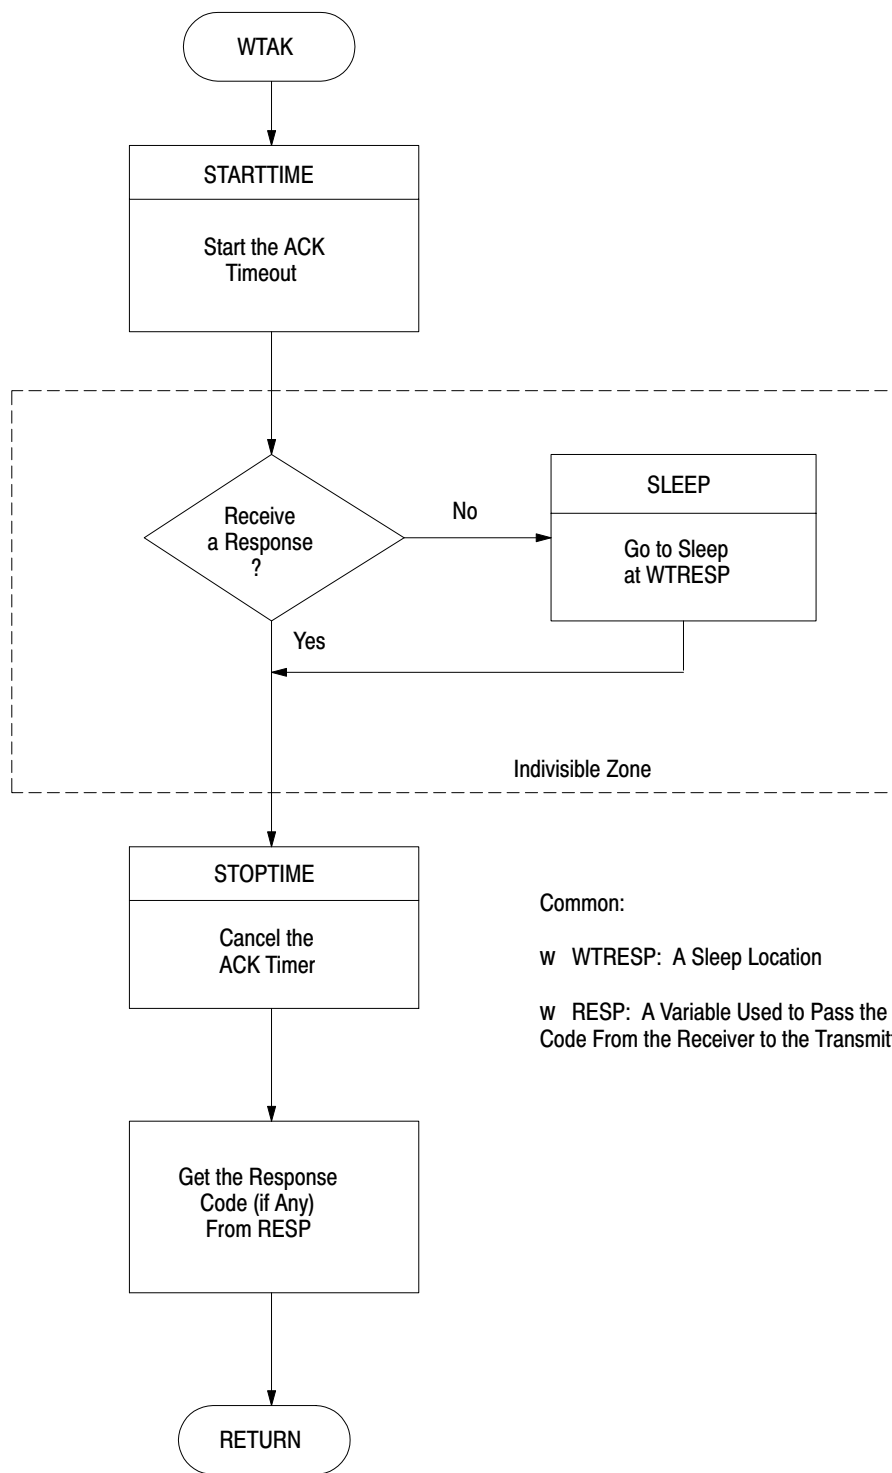 WTAK
STARTTIME
Start the ACK
Timeout
Receive
a Response
?
No
SLEEP
Go to Sleep
at WTRESP
Yes
Indivisible Zone
STOPTIME
Cancel the
ACK Timer
Common:
w WTRESP: A Sleep Location
w RESP: A Variable Used to Pass the
Code From the Receiver to the Transmit
Get the Response
Code (if Any)
From RESP
RETURN